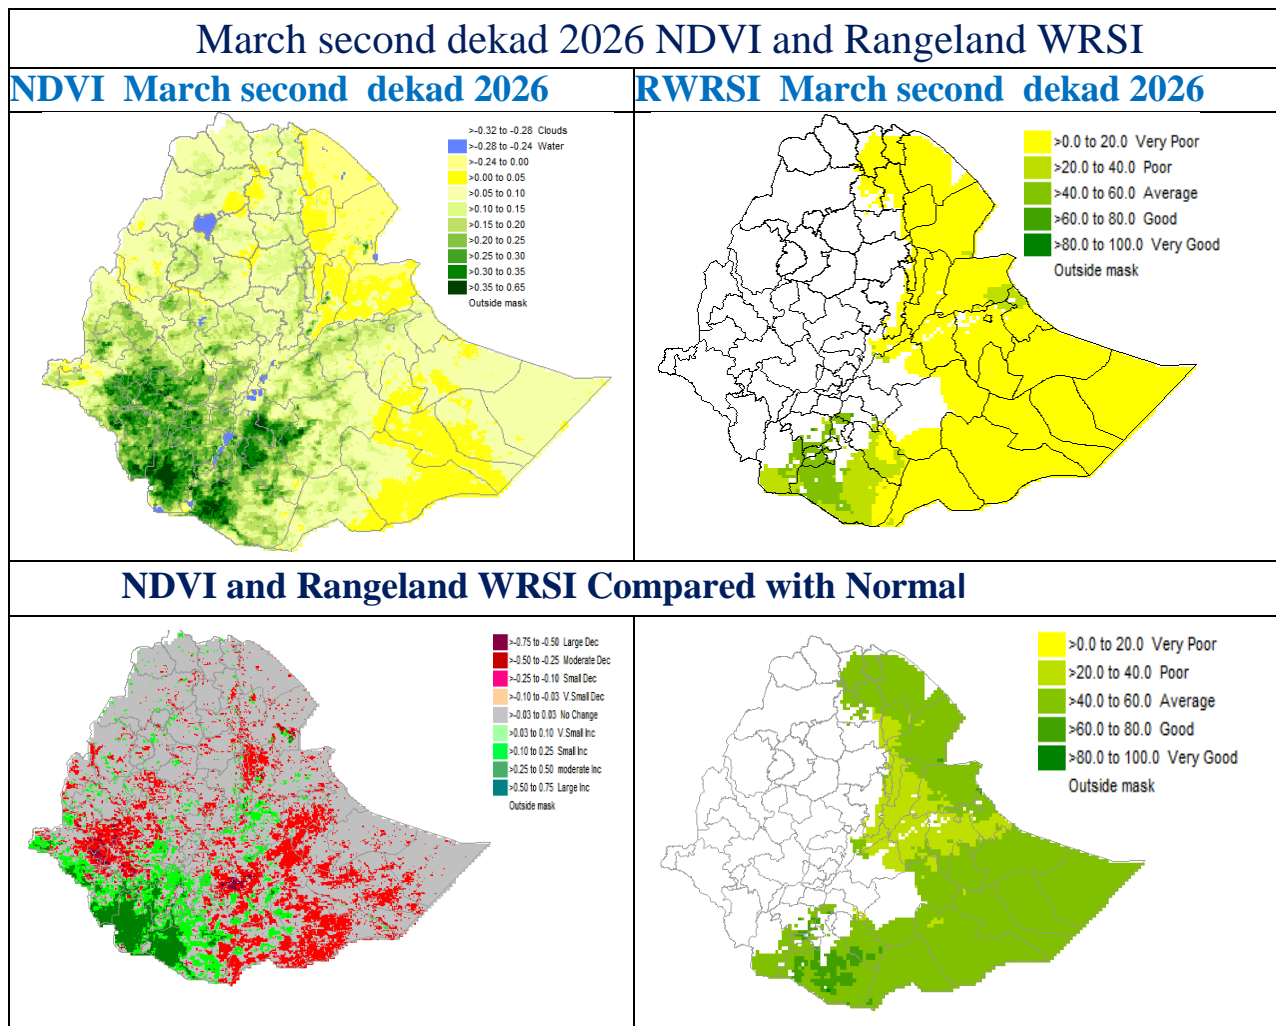 March second dekad 2026 NDVI and Rangeland WRSI
NDVI  March second  dekad 2026
RWRSI  March second  dekad 2026
>-0.32 to -0.28 Clouds
>-0.28 to -0.24 Water
>-0.24 to 0.00
>0.00 to 0.05
>0.05 to 0.10
>0.10 to 0.15
>0.15 to 0.20
>0.20 to 0.25
>0.25 to 0.30
>0.30 to 0.35
>0.35 to 0.65
Outside mask
>0.0 to 20.0 Very Poor
>20.0 to 40.0 Poor
>40.0 to 60.0 Average
>60.0 to 80.0 Good
>80.0 to 100.0 Very Good
Outside mask
NDVI and Rangeland WRSI Compared with Normal
>-0.75 to -0.50 Large Dec
>-0.50 to -0.25 Moderate Dec
>-0.25 to -0.10 Small Dec
>-0.10 to -0.03 V.Small Dec
>-0.03 to 0.03 No Change
>0.03 to 0.10 V.Small Inc
>0.10 to 0.25 Small Inc
>0.25 to 0.50 moderate Inc
>0.50 to 0.75 Large Inc
Outside mask
>0.0 to 20.0 Very Poor
>20.0 to 40.0 Poor
>40.0 to 60.0 Average
>60.0 to 80.0 Good
>80.0 to 100.0 Very Good
Outside mask